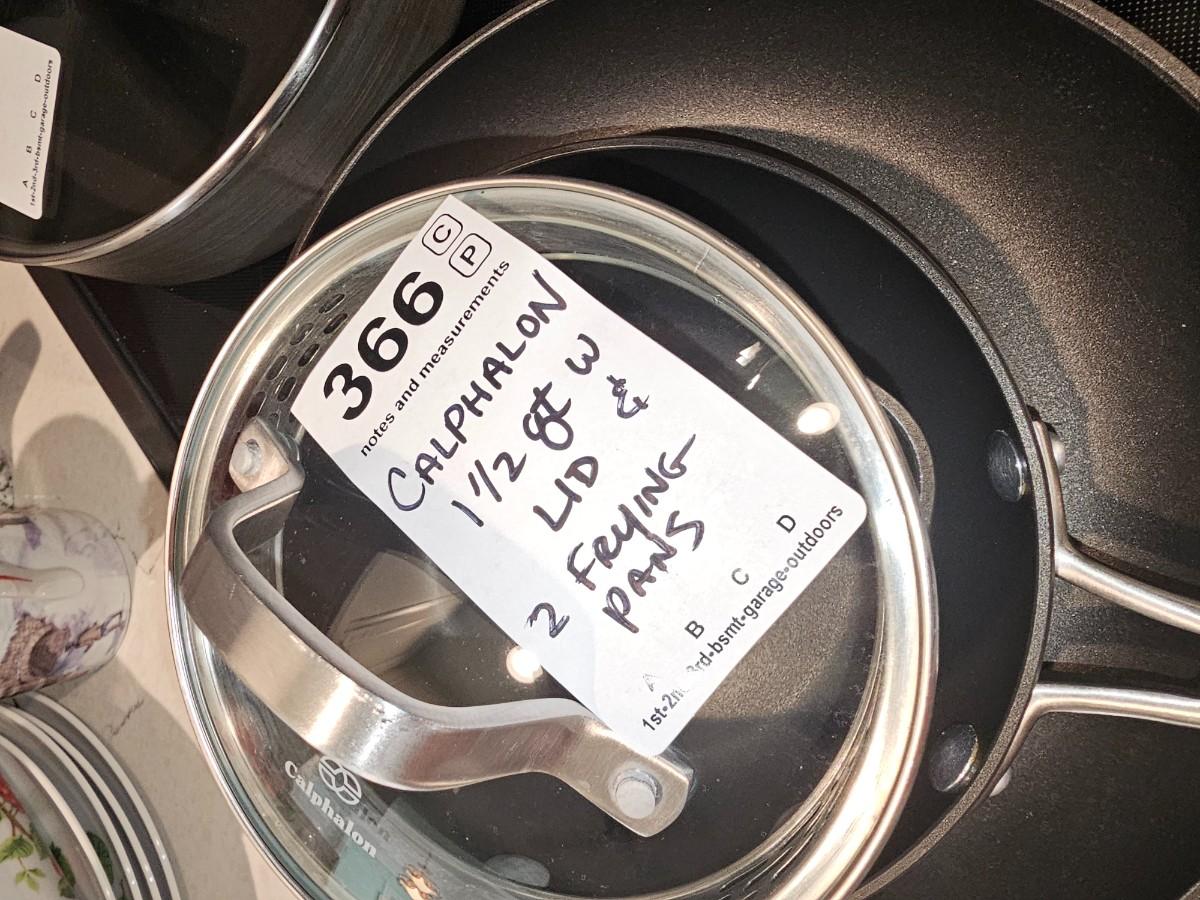 366 C P
notes and measurements
CALPHALON
1 1/2 qt W
LID &
2 FRYING
PANS
A B C D
1st•2nd•3rd•bsmt•garage•outdoors
Calphalon
A B C D
1st•2nd•3rd•bsmt•garage•outdoors